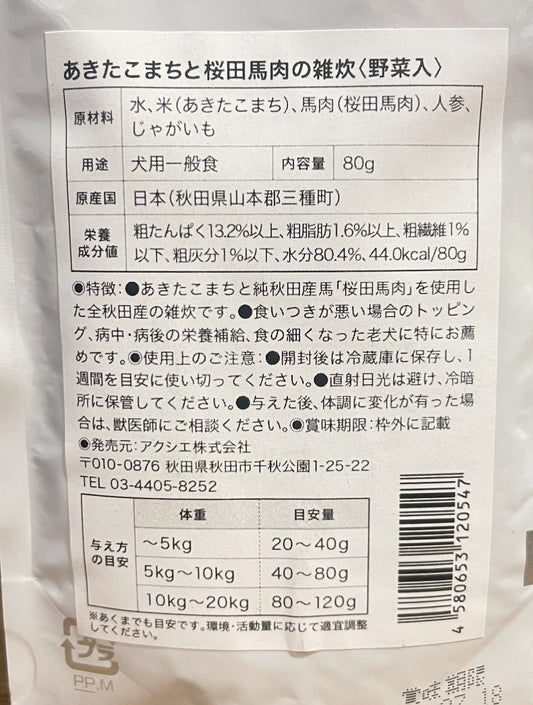 あきたこまちと桜田馬肉の雑炊〈野菜入〉
原材料 水、米(あきたこまち)、馬肉(桜田馬肉)、人参、
じゃがいも
用途 犬用一般食 内容量 80g
原産国 日本(秋田県山本郡三種町)
栄養
成分値
粗たんぱく13.2%以上、粗脂肪1.6%以上、粗繊維1%
以下、粗灰分1%以下、水分80.4%、44.0kcal/80g
◉特徴:●あきたこまちと純秋田産馬「桜田馬肉」を使用し
た全秋田産の雑炊です。●食いつきが悪い場合のトッピン
グ、病中・病後の栄養補給、食の細くなった老犬に特にお薦
めです。◉使用上のご注意:●開封後は冷蔵庫に保存し、1
週間を目安に使い切ってください。●直射日光は避け、冷暗
所に保管してください。●与えた後、体調に変化が有った場
合は、獣医師にご相談ください。◉賞味期限:枠外に記載
◉発売元:アクシエ株式会社
〒010-0876 秋田県秋田市千秋公園1-25-22
TEL 03-4405-8252
与え方
の目安
体重 目安量
〜5kg 20〜40g
5kg〜10kg 40〜80g
10kg〜20kg 80〜120g
※あくまでも目安です。環境・活動量に応じて適宜調整
してください。
4 580653 120547
プラ
PP,M
賞味期限